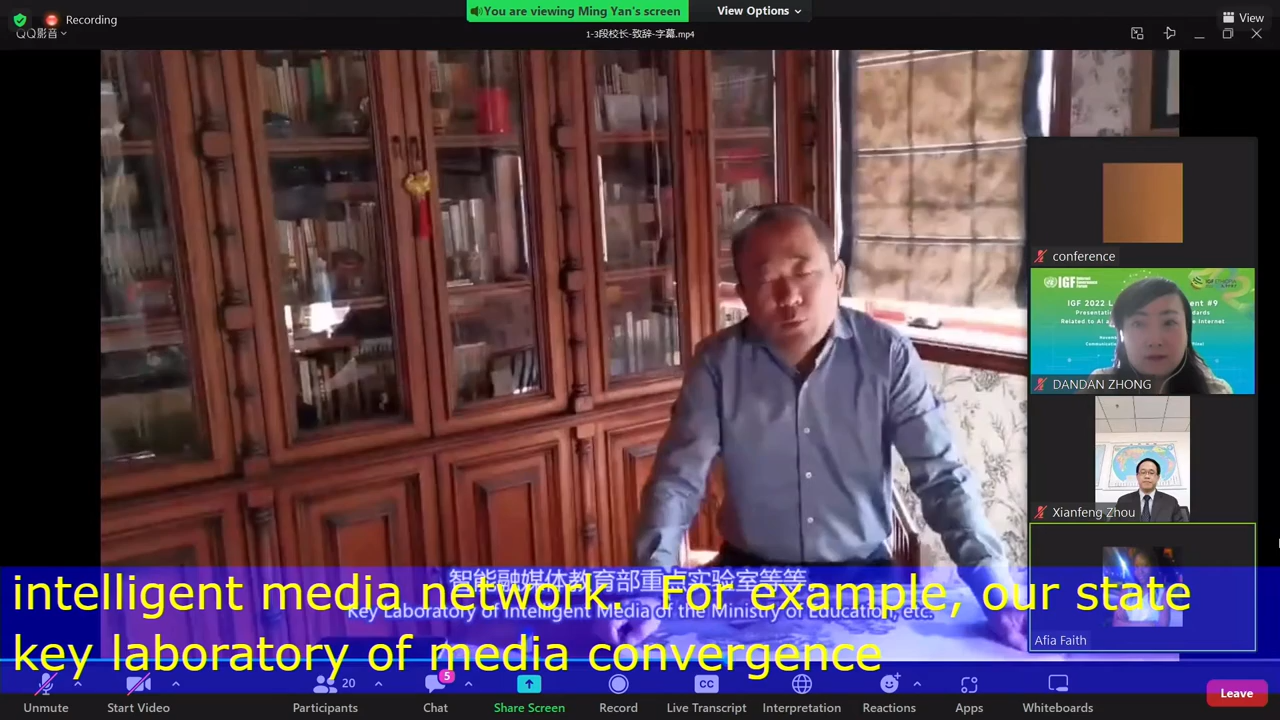 Recording
You are viewing Ming Yan's screen
View Options
View
QQ影音
1-3段校长-致辞-字幕.mp4
conference
IGF
DANDAN ZHONG
Xianfeng Zhou
Afia Faith
智能融媒体教育部重点实验室等等
Key Laboratory of Intelligent Media of the Ministry of Education, etc.
intelligent media network. For example, our state
key laboratory of media convergence
20
5
CC
Unmute
Start Video
Participants
Chat
Share Screen
Record
Live Transcript
Interpretation
Reactions
Apps
Whiteboards
Leave